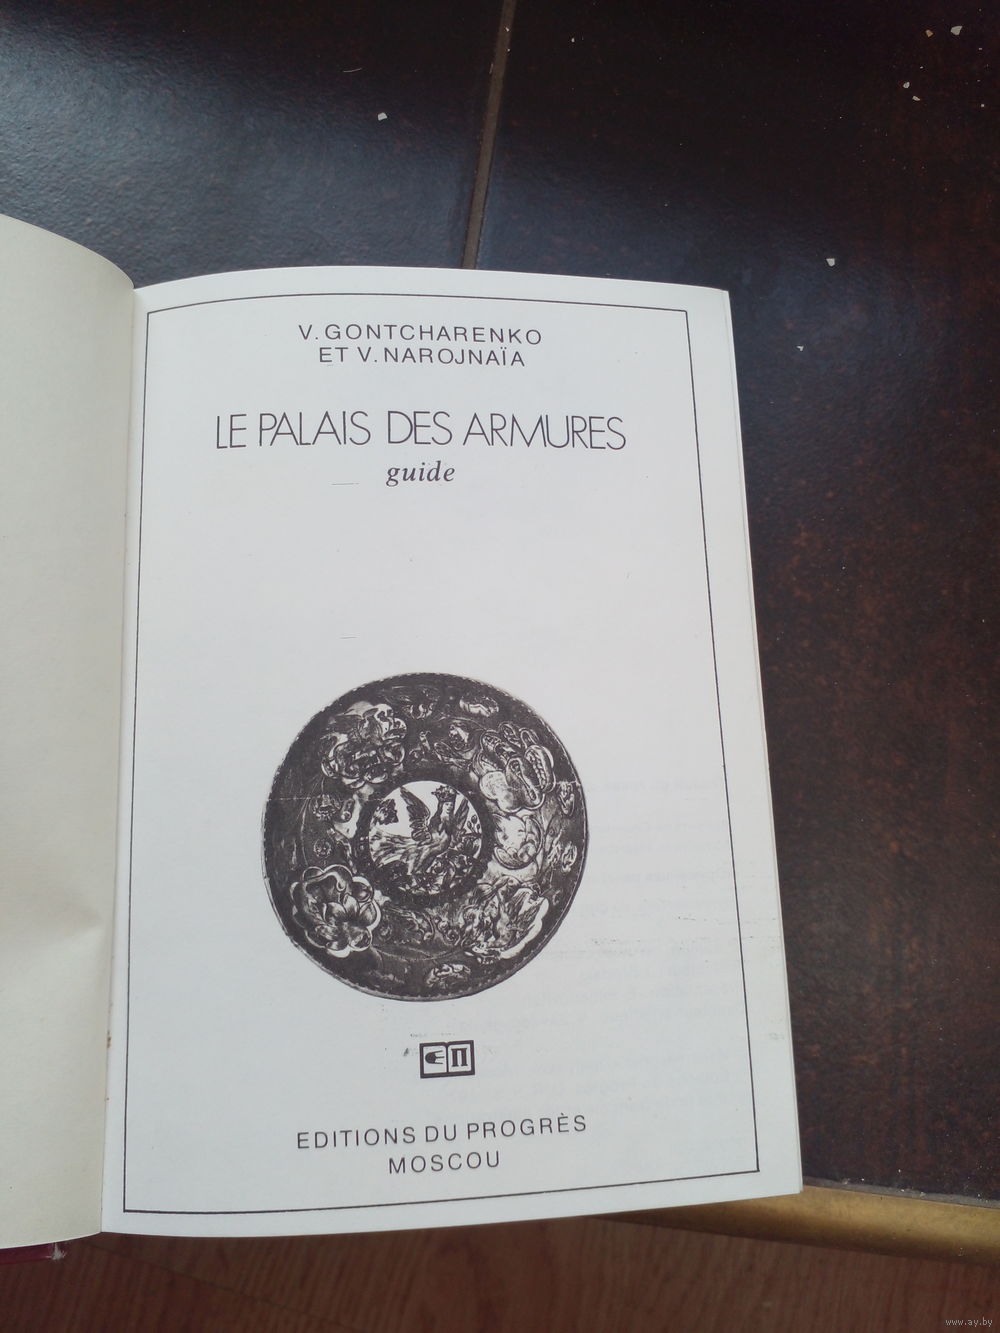 V. GONTCHARENKO
ET V. NAROJNAÏA
LE PALAIS DES ARMURES
guide
П
EDITIONS DU PROGRÈS
MOSCOU
www.ay.by